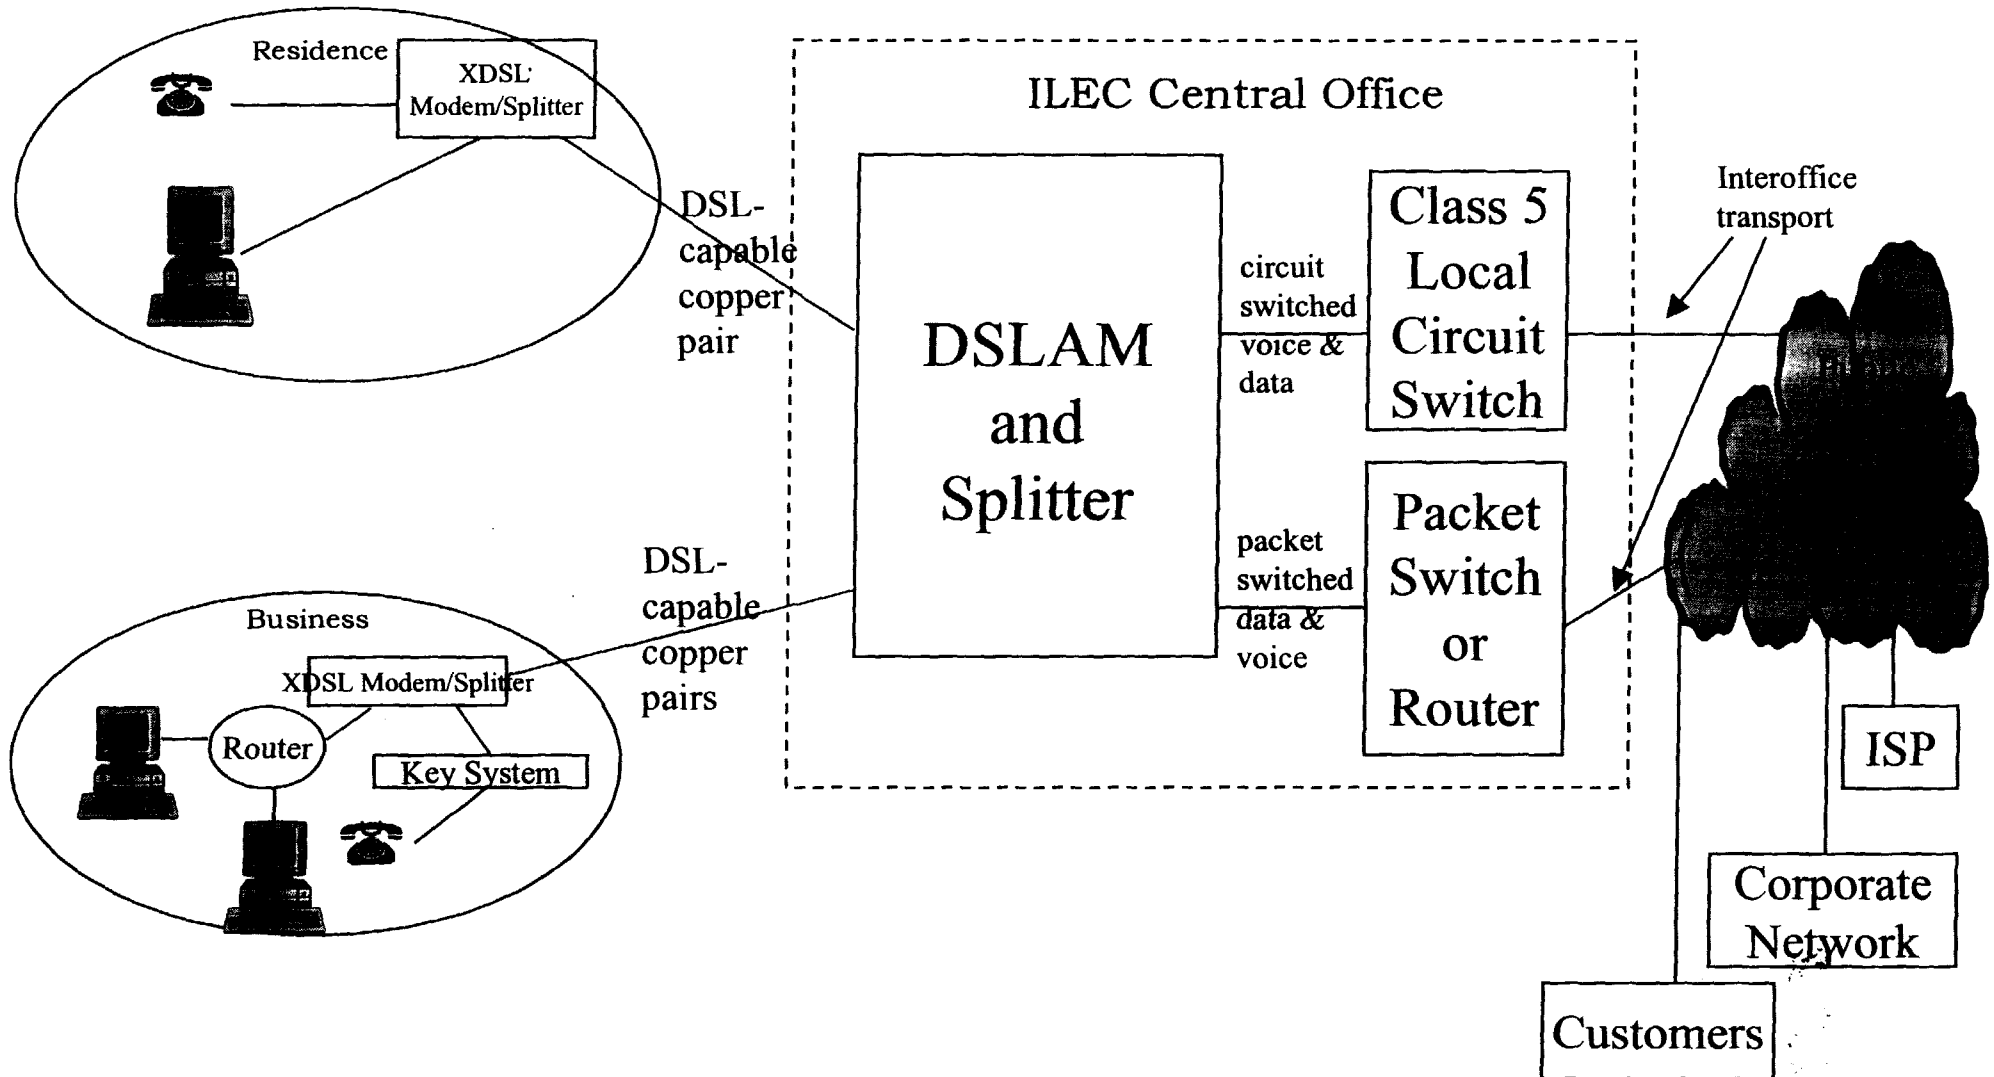 Residence
XDSL
Modem/Splitter
DSL-
capable
copper
pair
ILEC Central Office
DSLAM
and
Splitter
circuit
switched
voice &
data
Class 5
Local
Circuit
Switch
Interoffice
transport
packet
switched
data &
voice
Packet
Switch
or
Router
DSL-
capable
copper
pairs
Business
XDSL Modem/Splitter
Router
Key System
ISP
Corporate
Network
Customers